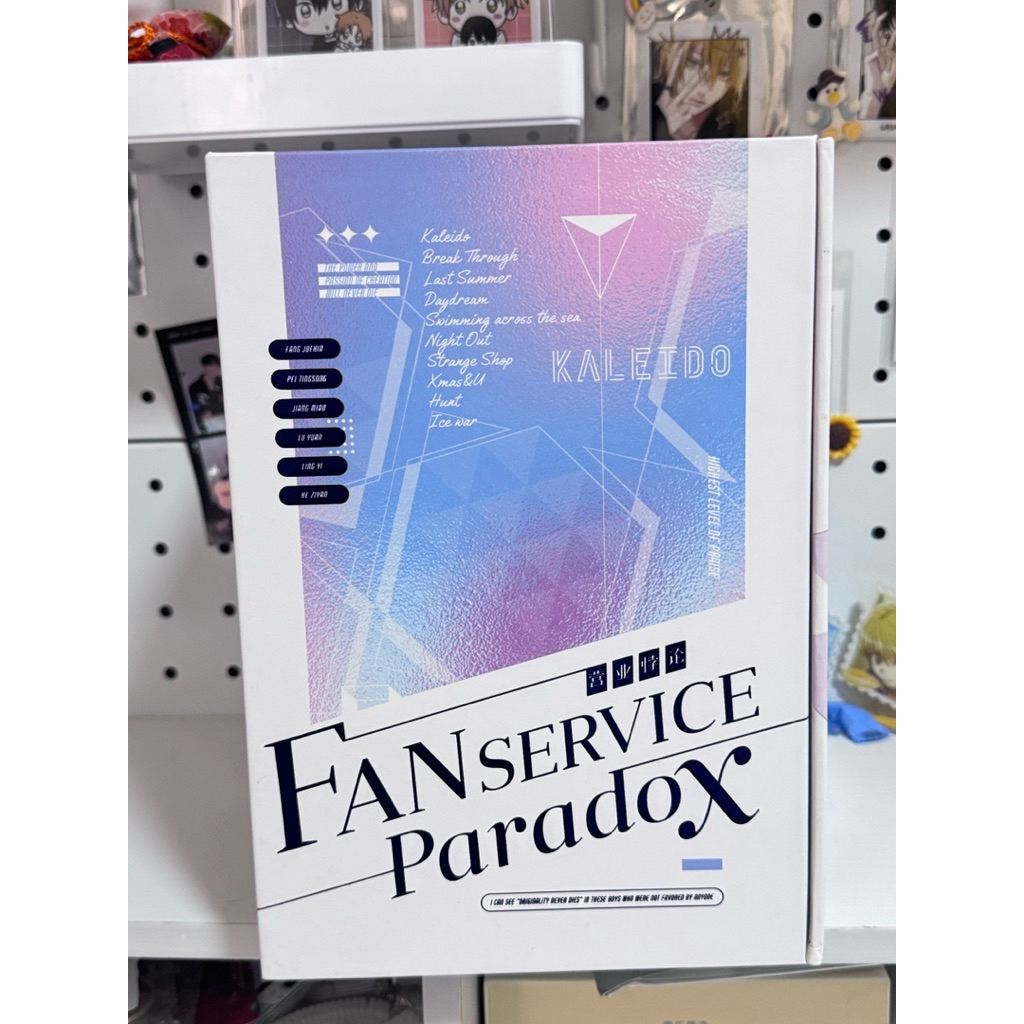 THE POWER AND
PASSION OF CREATION
WILL NEVER DIE
Kaleido
Break Through
Last Summer
Daydream
Swimming across the sea
Night Out
Strange Shop
Xmas&U
Hunt
Ice war
KALEIDO
FANG JUEXIA
PEI TINGSONG
JIANG MIAO
LU YUAN
LING YI
HE ZIYAN
HIGHEST LEVEL OF PRAISE
营业悖论
FANSERVICE
Paradox
I CAN SEE "ORIGINALITY NEVER DIES" IN THESE BOYS WHO WERE NOT FAVORED BY ANYONE